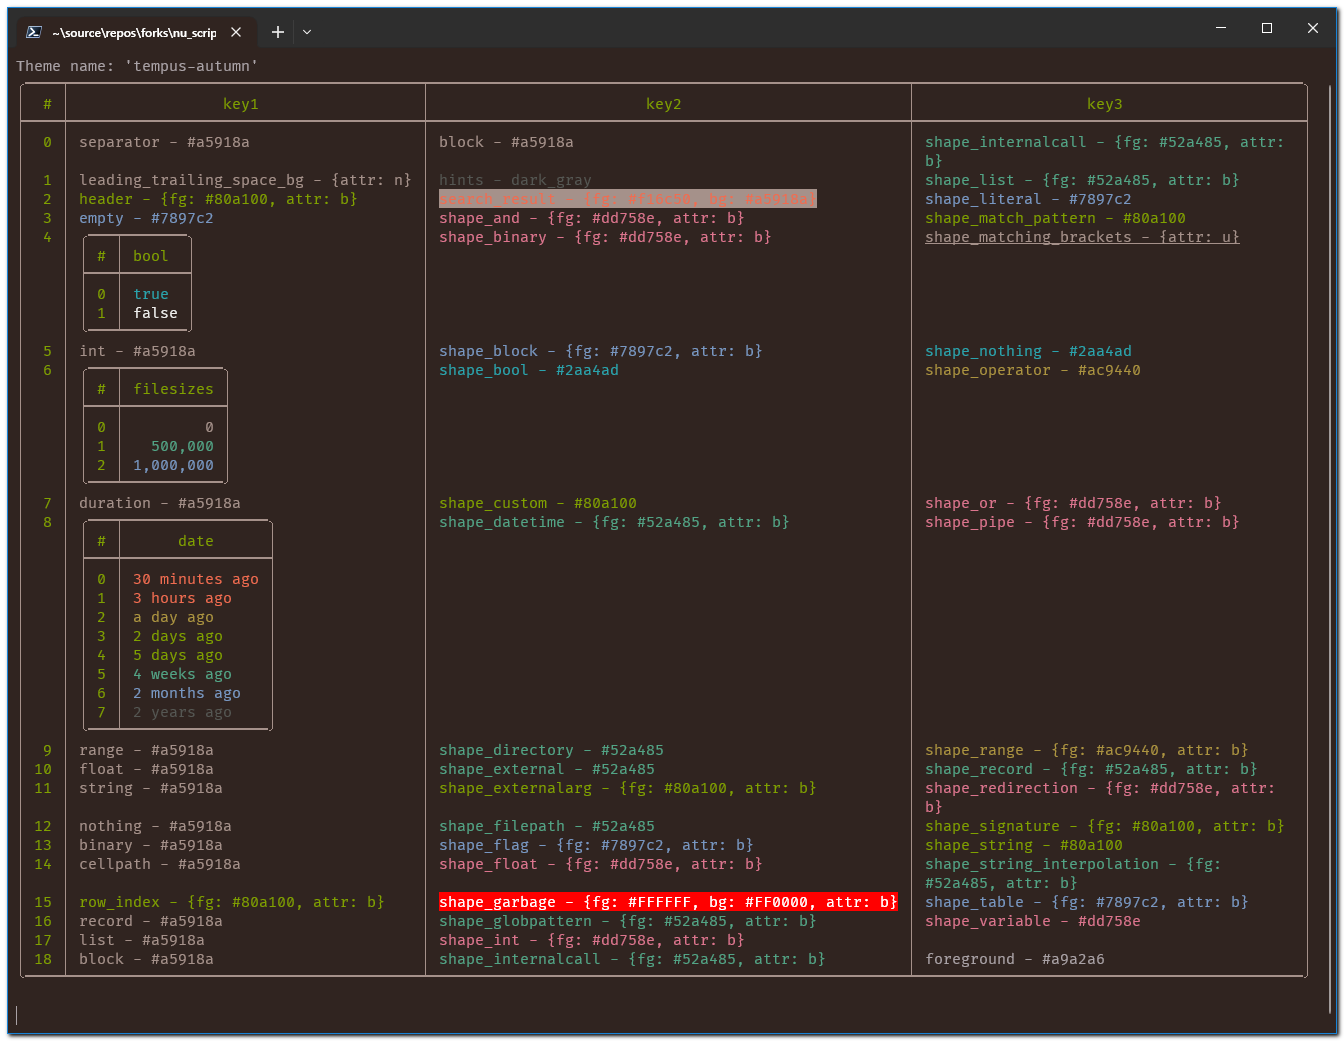 ~\source\repos\forks\nu_scrip
Theme name: 'tempus-autumn'
# key1 key2 key3
0 separator - #a5918a block - #a5918a shape_internalcall - {fg: #52a485, attr:
b}
1 leading_trailing_space_bg - {attr: n} hints - dark_gray shape_list - {fg: #52a485, attr: b}
2 header - {fg: #80a100, attr: b} search_result - {fg: bg: #a5918a} shape_literal - #7897c2
3 empty - #7897c2 shape_and - {fg: #dd758e, attr: b} shape_match_pattern - #80a100
4 shape_binary - {fg: #dd758e, attr: b} shape_matching_brackets - {attr: u}
# bool
0 true
1 false
5 int - #a5918a shape_block - {fg: #7897c2, attr: b} shape_nothing - #2aa4ad
6 shape_bool - #2aa4ad shape_operator - #ac9440
# filesizes
0 0
1 500,000
2 1,000,000
7 duration - #a5918a shape_custom - #80a100 shape_or - {fg: #dd758e, attr: b}
8 shape_datetime - {fg: #52a485, attr: b} shape_pipe - {fg: #dd758e, attr: b}
# date
0 30 minutes ago
1 3 hours ago
2 a day ago
3 2 days ago
4 5 days ago
5 4 weeks ago
6 2 months ago
7 2 years ago
9 range - #a5918a shape_directory - #52a485 shape_range - {fg: #ac9440, attr: b}
10 float - #a5918a shape_external - #52a485 shape_record - {fg: #52a485, attr: b}
11 string - #a5918a shape_externalarg - {fg: #80a100, attr: b} shape_redirection - {fg: #dd758e, attr:
b}
12 nothing - #a5918a shape_filepath - #52a485 shape_signature - {fg: #80a100, attr: b}
13 binary - #a5918a shape_flag - {fg: #7897c2, attr: b} shape_string - #80a100
14 cellpath - #a5918a shape_float - {fg: #dd758e, attr: b} shape_string_interpolation - {fg:
#52a485, attr: b}
15 row_index - {fg: #80a100, attr: b} shape_garbage - {fg: #FFFFFF, bg: #FF0000, attr: b} shape_table - {fg: #7897c2, attr: b}
16 record - #a5918a shape_globpattern - {fg: #52a485, attr: b} shape_variable - #dd758e
17 list - #a5918a shape_int - {fg: #dd758e, attr: b}
18 block - #a5918a shape_internalcall - {fg: #52a485, attr: b} foreground - #a9a2a6